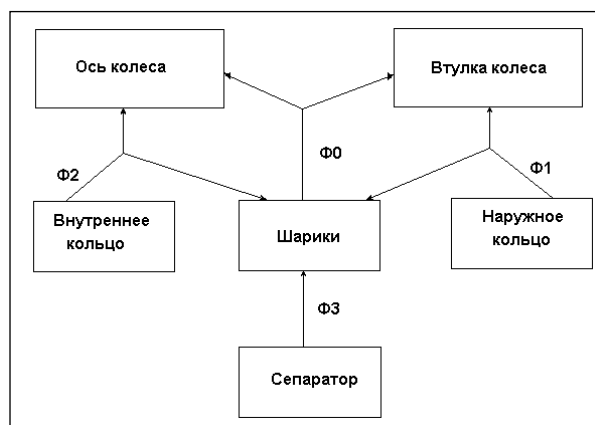 Ось колеса
Втулка колеса
Ф0
Ф2
Ф1
Внутреннее
кольцо
Шарики
Наружное
кольцо
Ф3
Сепаратор